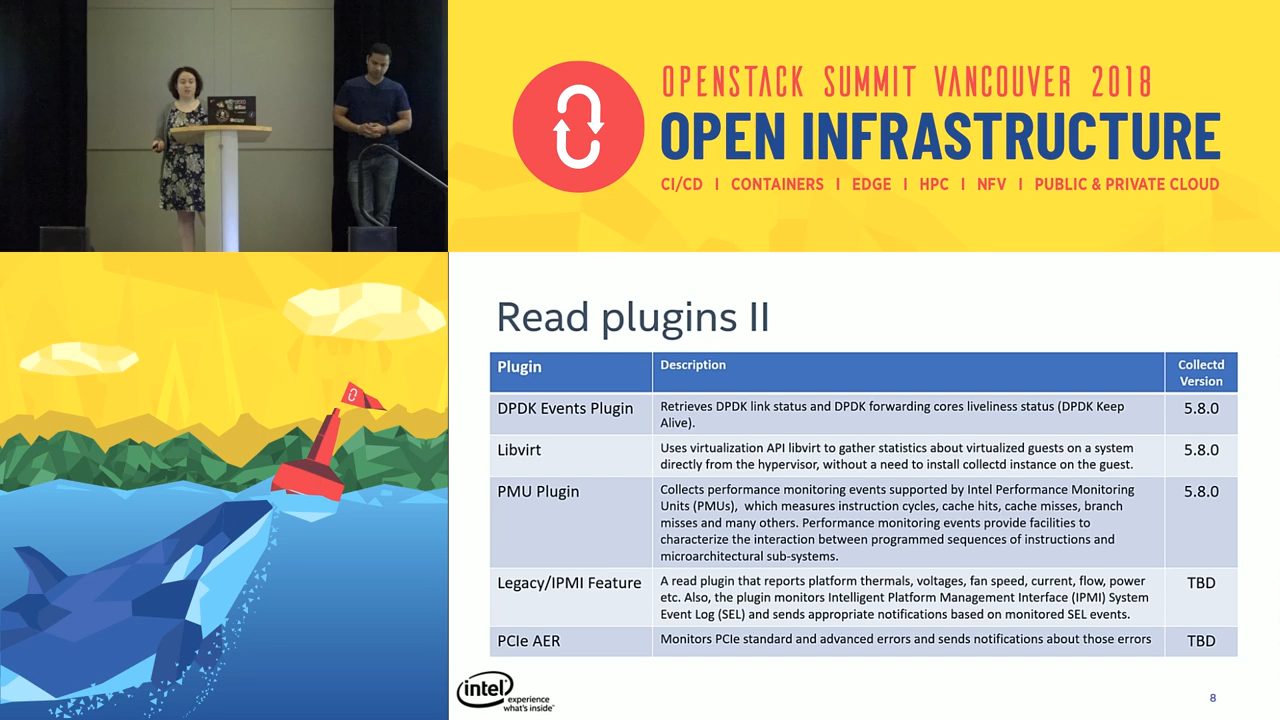 OPENSTACK SUMMIT VANCOUVER 2018
OPEN INFRASTRUCTURE
CI/CD | CONTAINERS | EDGE | HPC | NFV | PUBLIC & PRIVATE CLOUD
Read plugins II
Plugin
Description
Collectd
Version
DPDK Events Plugin
Retrieves DPDK link status and DPDK forwarding cores liveliness status (DPDK Keep
Alive).
5.8.0
Libvirt
Uses virtualization API libvirt to gather statistics about virtualized guests on a system
directly from the hypervisor, without a need to install collectd instance on the guest.
5.8.0
PMU Plugin
Collects performance monitoring events supported by Intel Performance Monitoring
Units (PMUs), which measures instruction cycles, cache hits, cache misses, branch
misses and many others. Performance monitoring events provide facilities to
characterize the interaction between programmed sequences of instructions and
microarchitectural sub-systems.
5.8.0
Legacy/IPMI Feature
A read plugin that reports platform thermals, voltages, fan speed, current, flow, power
etc. Also, the plugin monitors Intelligent Platform Management Interface (IPMI) System
Event Log (SEL) and sends appropriate notifications based on monitored SEL events.
TBD
PCIe AER
Monitors PCIe standard and advanced errors and sends notifications about those errors
TBD
intel
experience
what's inside™
8